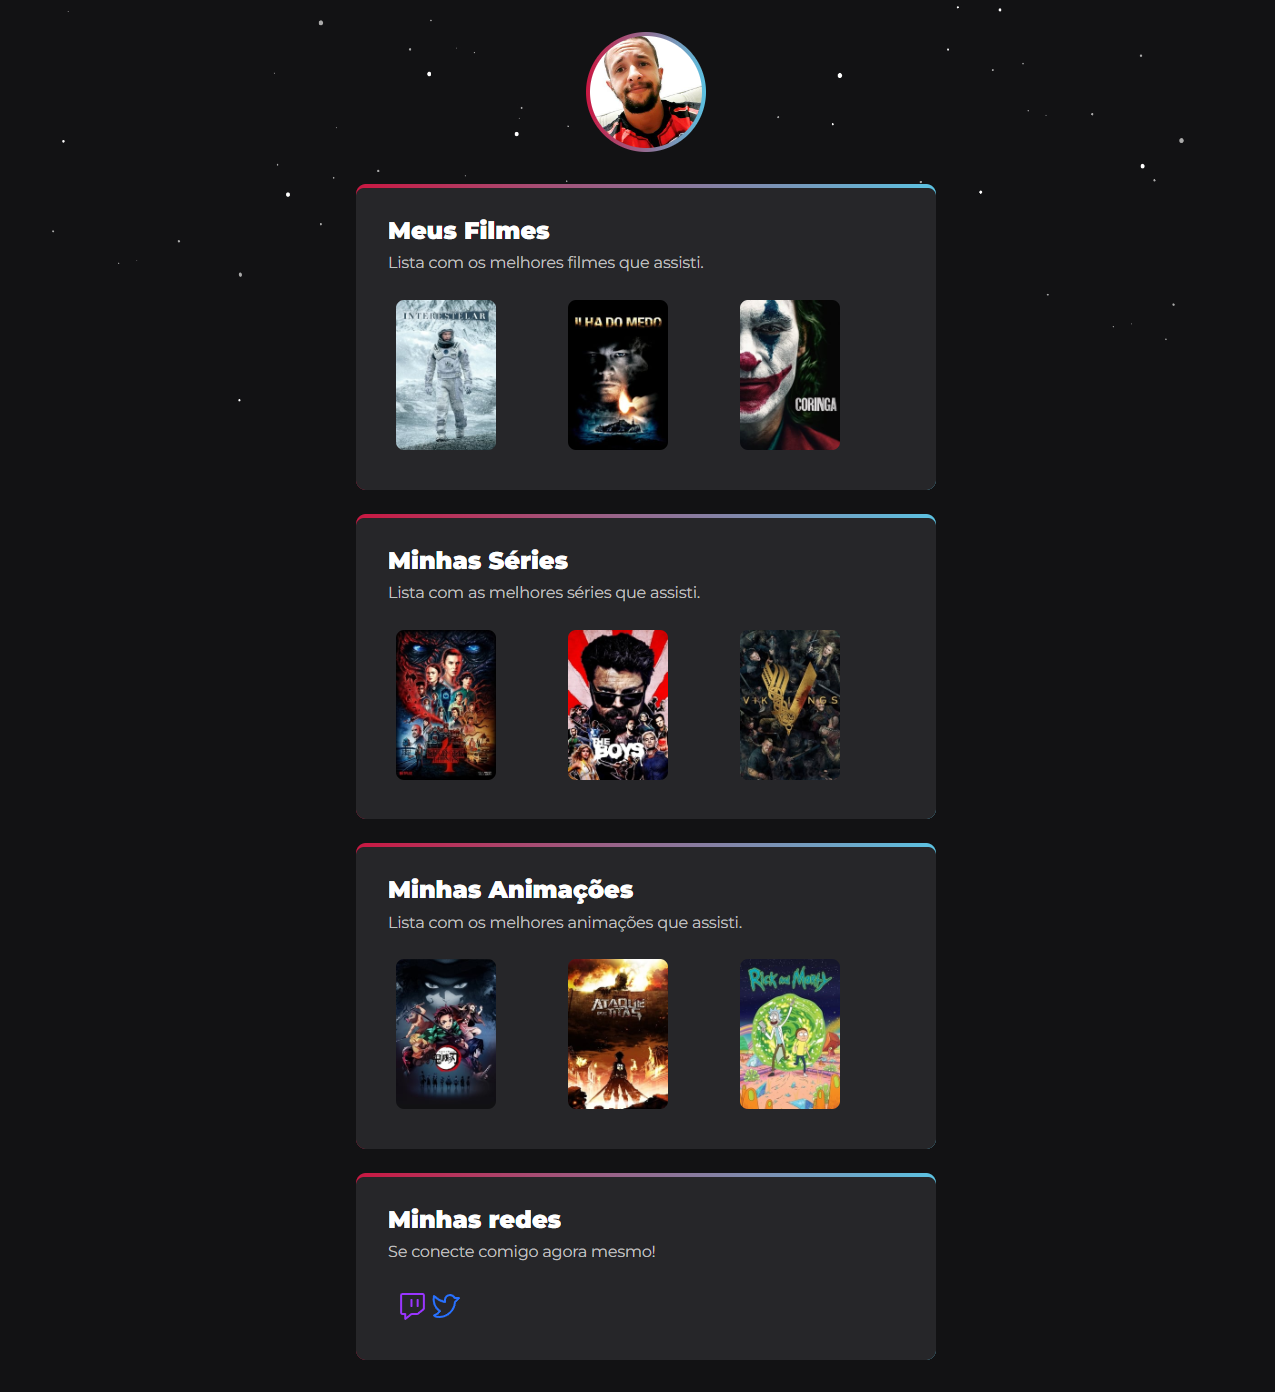 Meus Filmes
Lista com os melhores filmes que assisti.
INTERESTELAR
ILHA DO MEDO
CORINGA
Minhas Séries
Lista com as melhores séries que assisti.
THE
BOYS
VIKINGS
Minhas Animações
Lista com os melhores animações que assisti.
ATAQUE
DOS TITÃS
Rick and Morty
Minhas redes
Se conecte comigo agora mesmo!